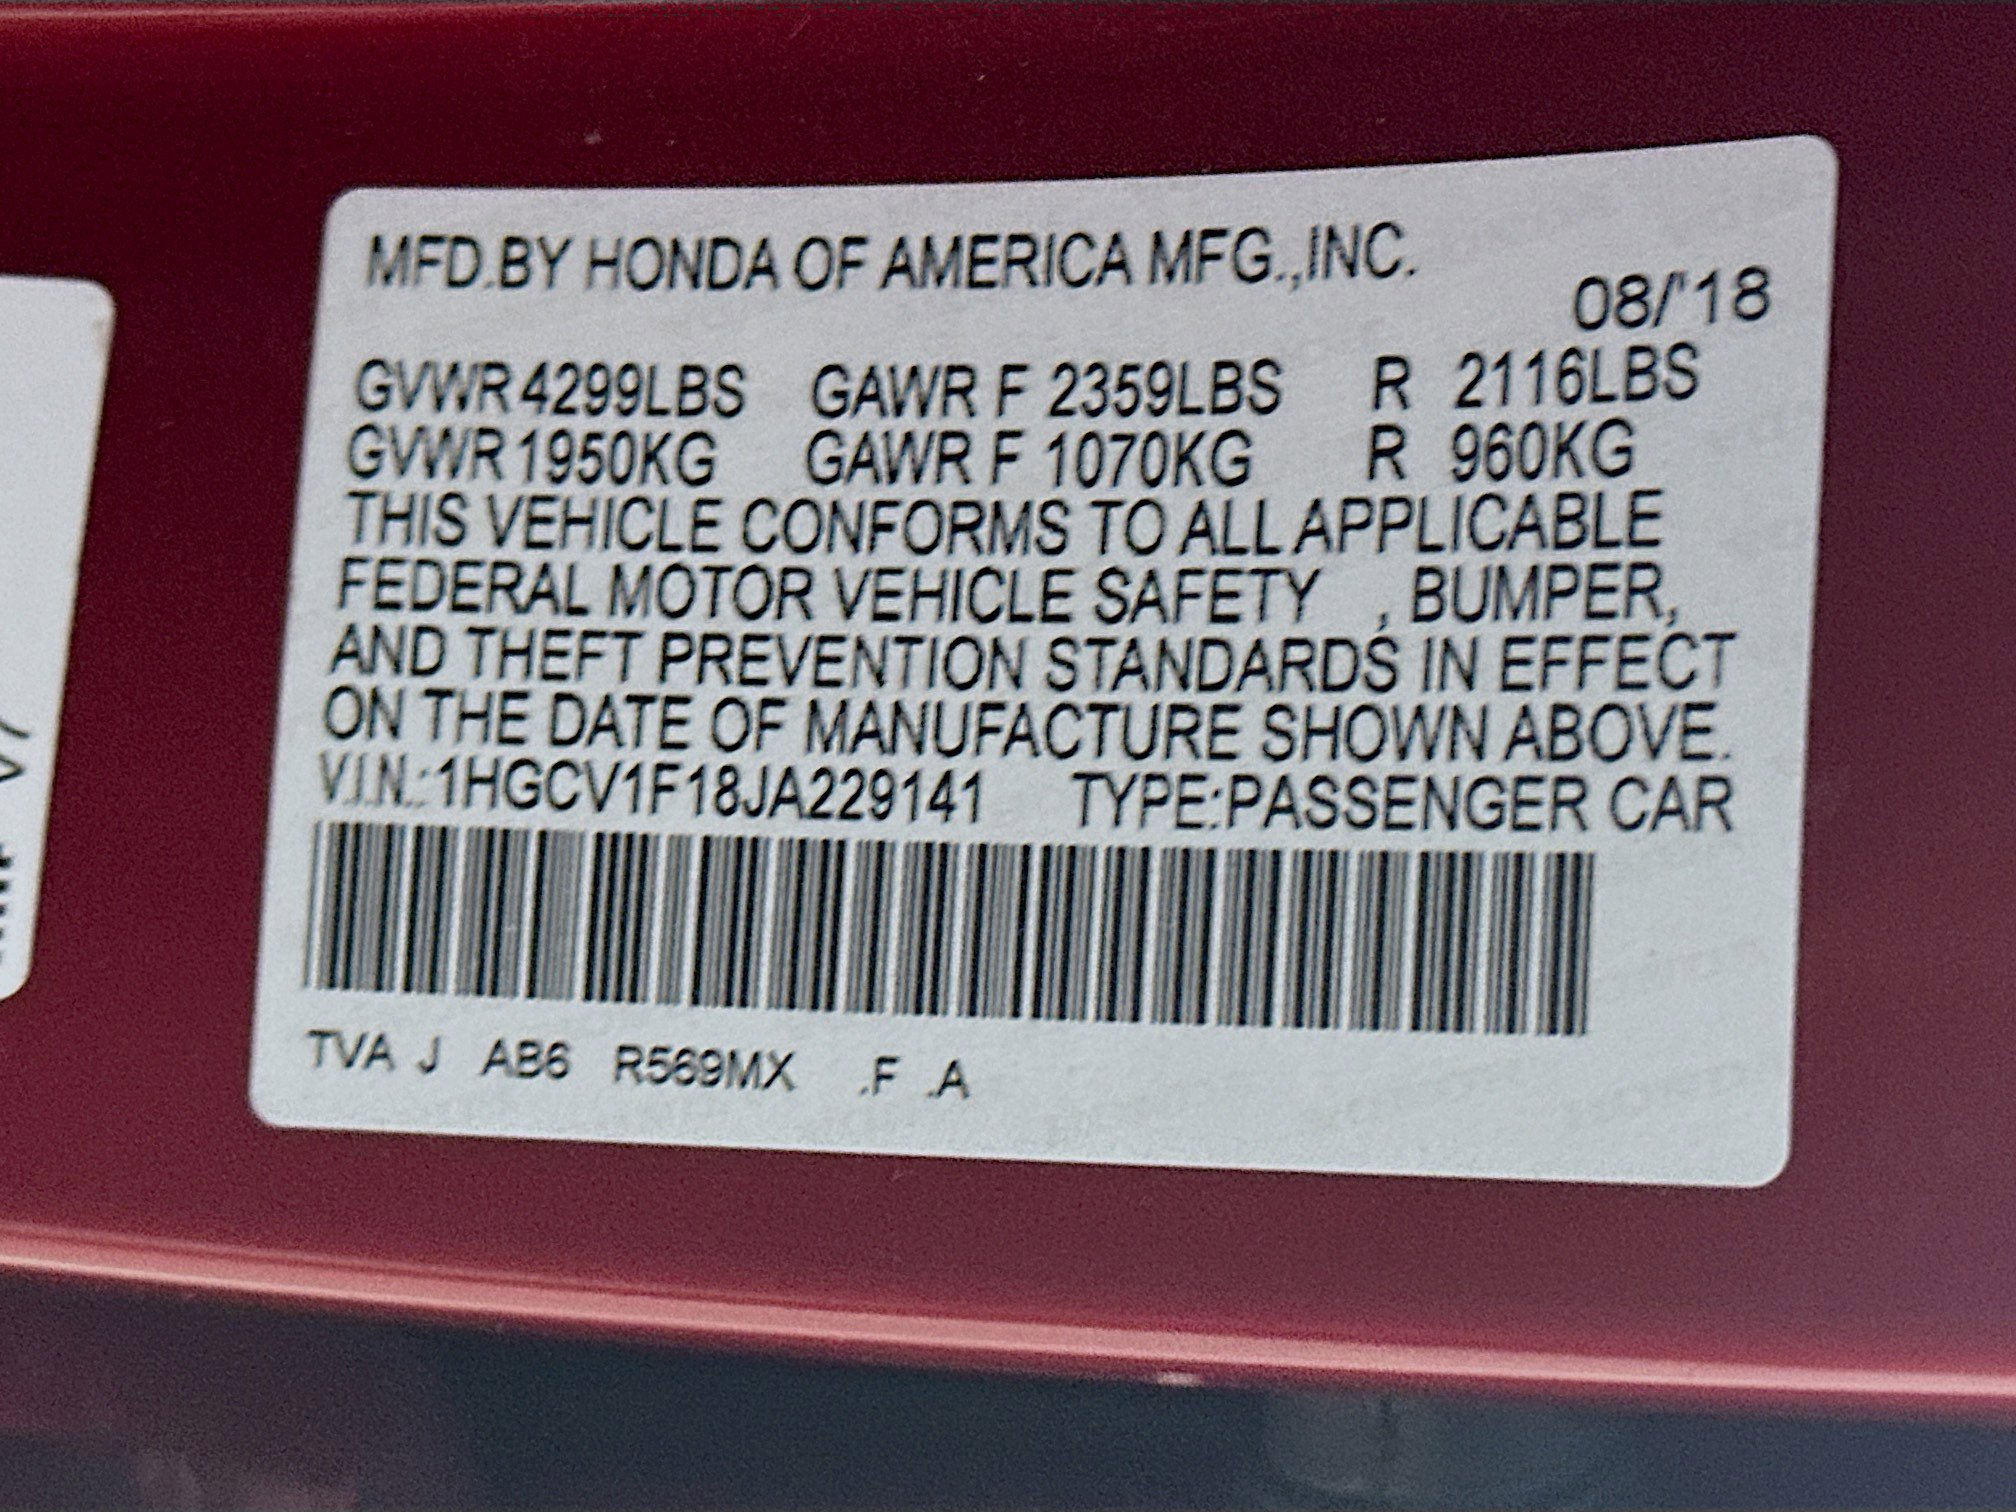 MFD.BY HONDA OF AMERICA MFG.,INC.
08/'18
GVWR 4299LBS GAWR F 2359LBS R 2116LBS
GVWR 1950KG GAWR F 1070KG R 960KG
THIS VEHICLE CONFORMS TO ALL APPLICABLE
FEDERAL MOTOR VEHICLE SAFETY , BUMPER,
AND THEFT PREVENTION STANDARDS IN EFFECT
ON THE DATE OF MANUFACTURE SHOWN ABOVE.
V.I.N.:1HGCV1F18JA229141 TYPE:PASSENGER CAR
TVA J AB6 R569MX .F .A